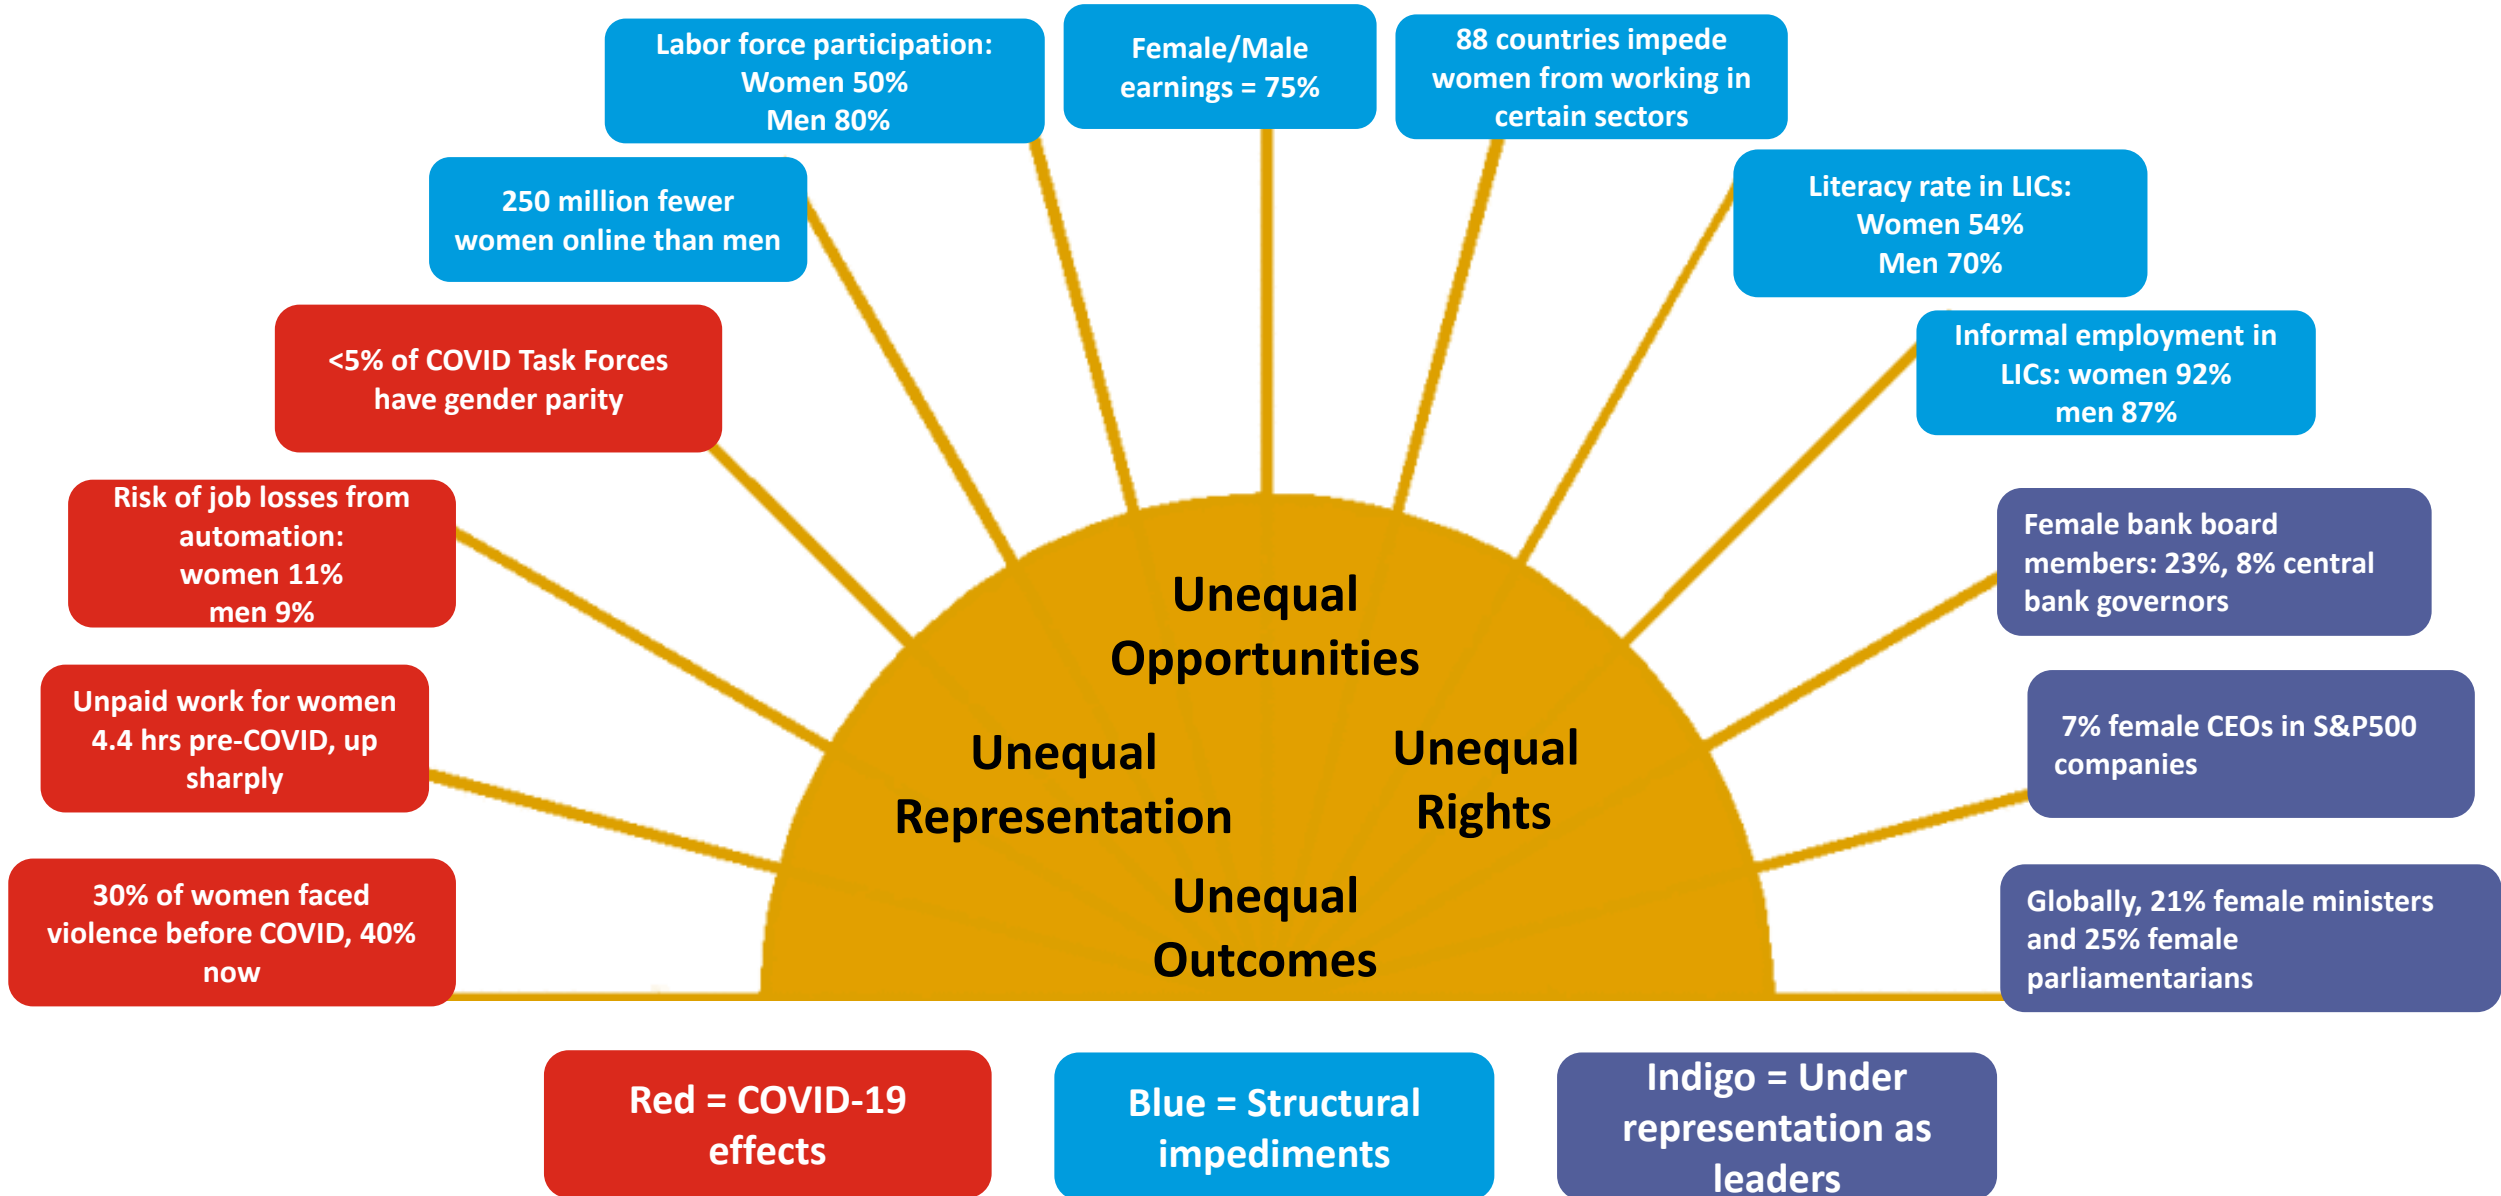 Labor force participation:
Women 50%
Men 80%
Female/Male
earnings = 75%
88 countries impede
women from working in
certain sectors
250 million fewer
women online than men
Literacy rate in LICs:
Women 54%
Men 70%
<5% of COVID Task Forces
have gender parity
Informal employment in
LICs: women 92%
men 87%
Risk of job losses from
automation:
women 11%
men 9%
Female bank board
members: 23%, 8% central
bank governors
Unpaid work for women
4.4 hrs pre-COVID, up
sharply
7% female CEOs in S&P500
companies
30% of women faced
violence before COVID, 40%
now
Globally, 21% female ministers
and 25% female
parliamentarians
Unequal
Opportunities
Unequal
Representation
Unequal
Rights
Unequal
Outcomes
Red = COVID-19
effects
Blue = Structural
impediments
Indigo = Under
representation as
leaders